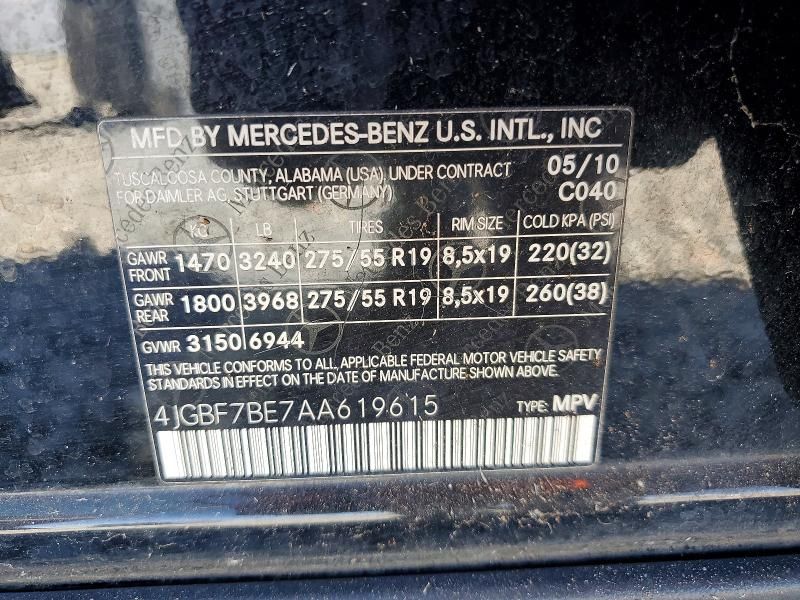 MFD BY MERCEDES-BENZ U.S. INTL., INC
TUSCALOOSA COUNTY, ALABAMA (USA), UNDER CONTRACT 05/10
FOR DAIMLER AG, STUTTGART (GERMANY) C040
KG LB TIRES RIM SIZE COLD KPA (PSI)
GAWR FRONT 1470 3240 275/55 R19 8,5x19 220(32)
GAWR REAR 1800 3968 275/55 R19 8,5x19 260(38)
GVWR 3150 6944
THIS VEHICLE CONFORMS TO ALL, APPLICABLE FEDERAL MOTOR VEHICLE SAFETY
STANDARDS IN EFFECT ON THE DATE OF MANUFACTURE SHOWN ABOVE.
4JGBF7BE7AA619615 TYPE: MPV